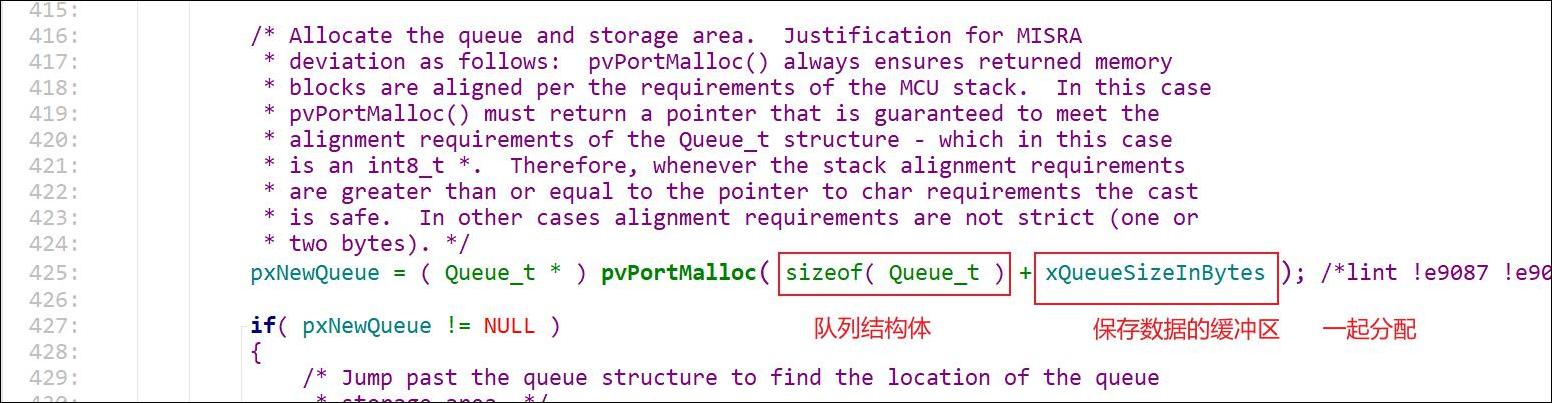 415:
416: /* Allocate the queue and storage area.  Justification for MISRA
417: * deviation as follows:  pvPortMalloc() always ensures returned memory
418: * blocks are aligned per the requirements of the MCU stack.  In this case
419: * pvPortMalloc() must return a pointer that is guaranteed to meet the
420: * alignment requirements of the Queue_t structure - which in this case
421: * is an int8_t *.  Therefore, whenever the stack alignment requirements
422: * are greater than or equal to the pointer to char requirements the cast
423: * is safe.  In other cases alignment requirements are not strict (one or
424: * two bytes). */
425: pxNewQueue = ( Queue_t * ) pvPortMalloc( sizeof( Queue_t ) + xQueueSizeInBytes ); /*lint !e9087 !e90
426:
427: if( pxNewQueue != NULL )
队列结构体 保存数据的缓冲区 一起分配
428: {
429: /* Jump past the queue structure to find the location of the queue
430: * storage area. */